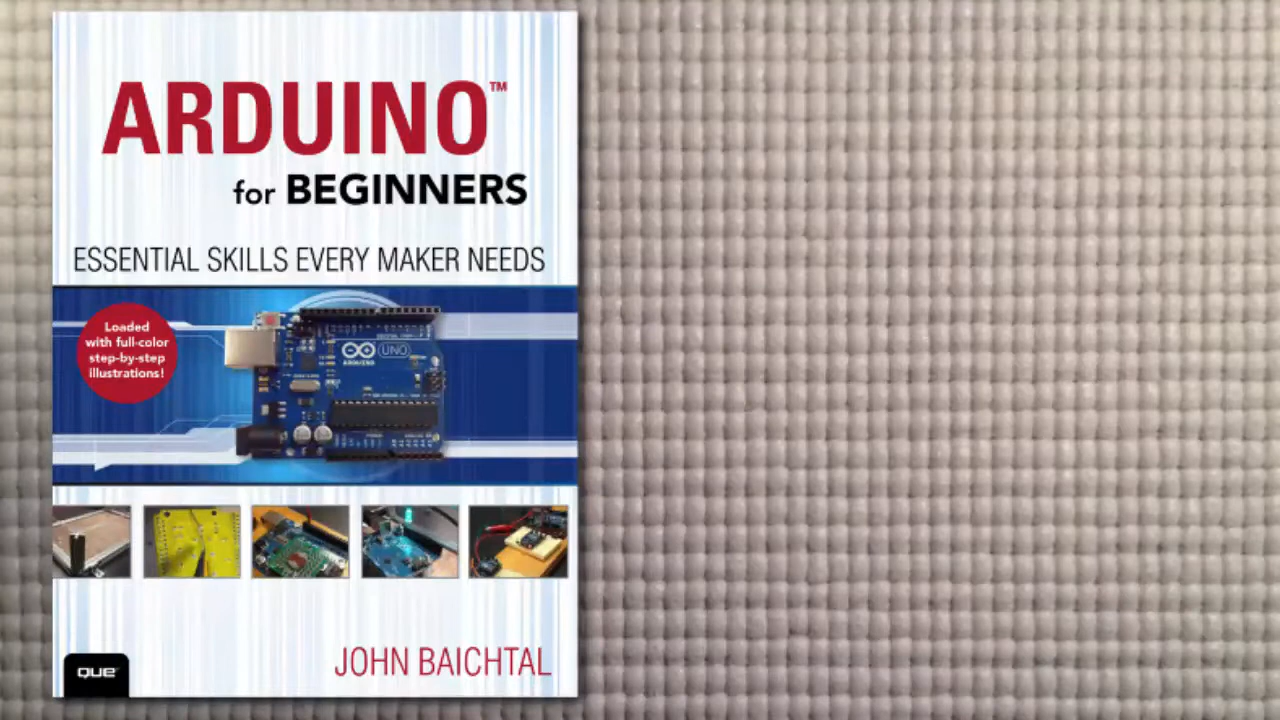 ARDUINO™
for BEGINNERS
ESSENTIAL SKILLS EVERY MAKER NEEDS
Loaded
with full-color
step-by-step
illustrations!
UNO
ARDUINO
JOHN BAICHTAL
QUE